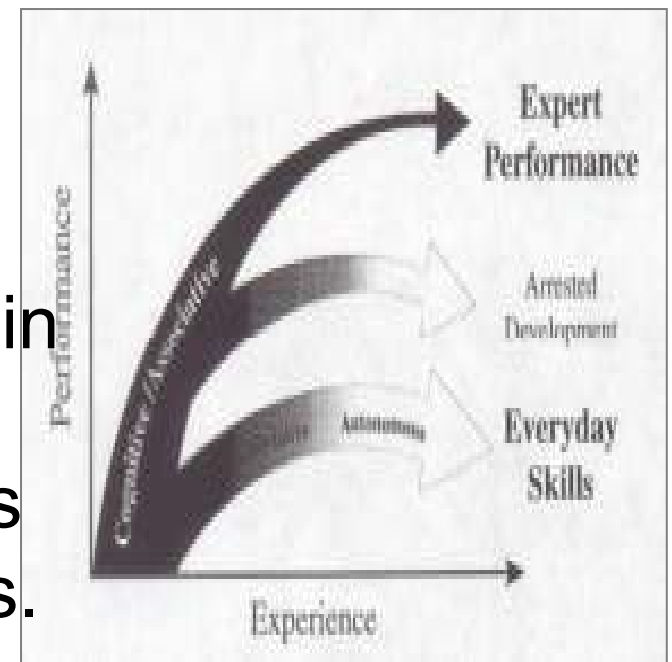 Expert
Performance
Performance
Cognitive /Associative
in
Arrested
Development
Autonomous
Everyday
Skills
s
s.
Experience